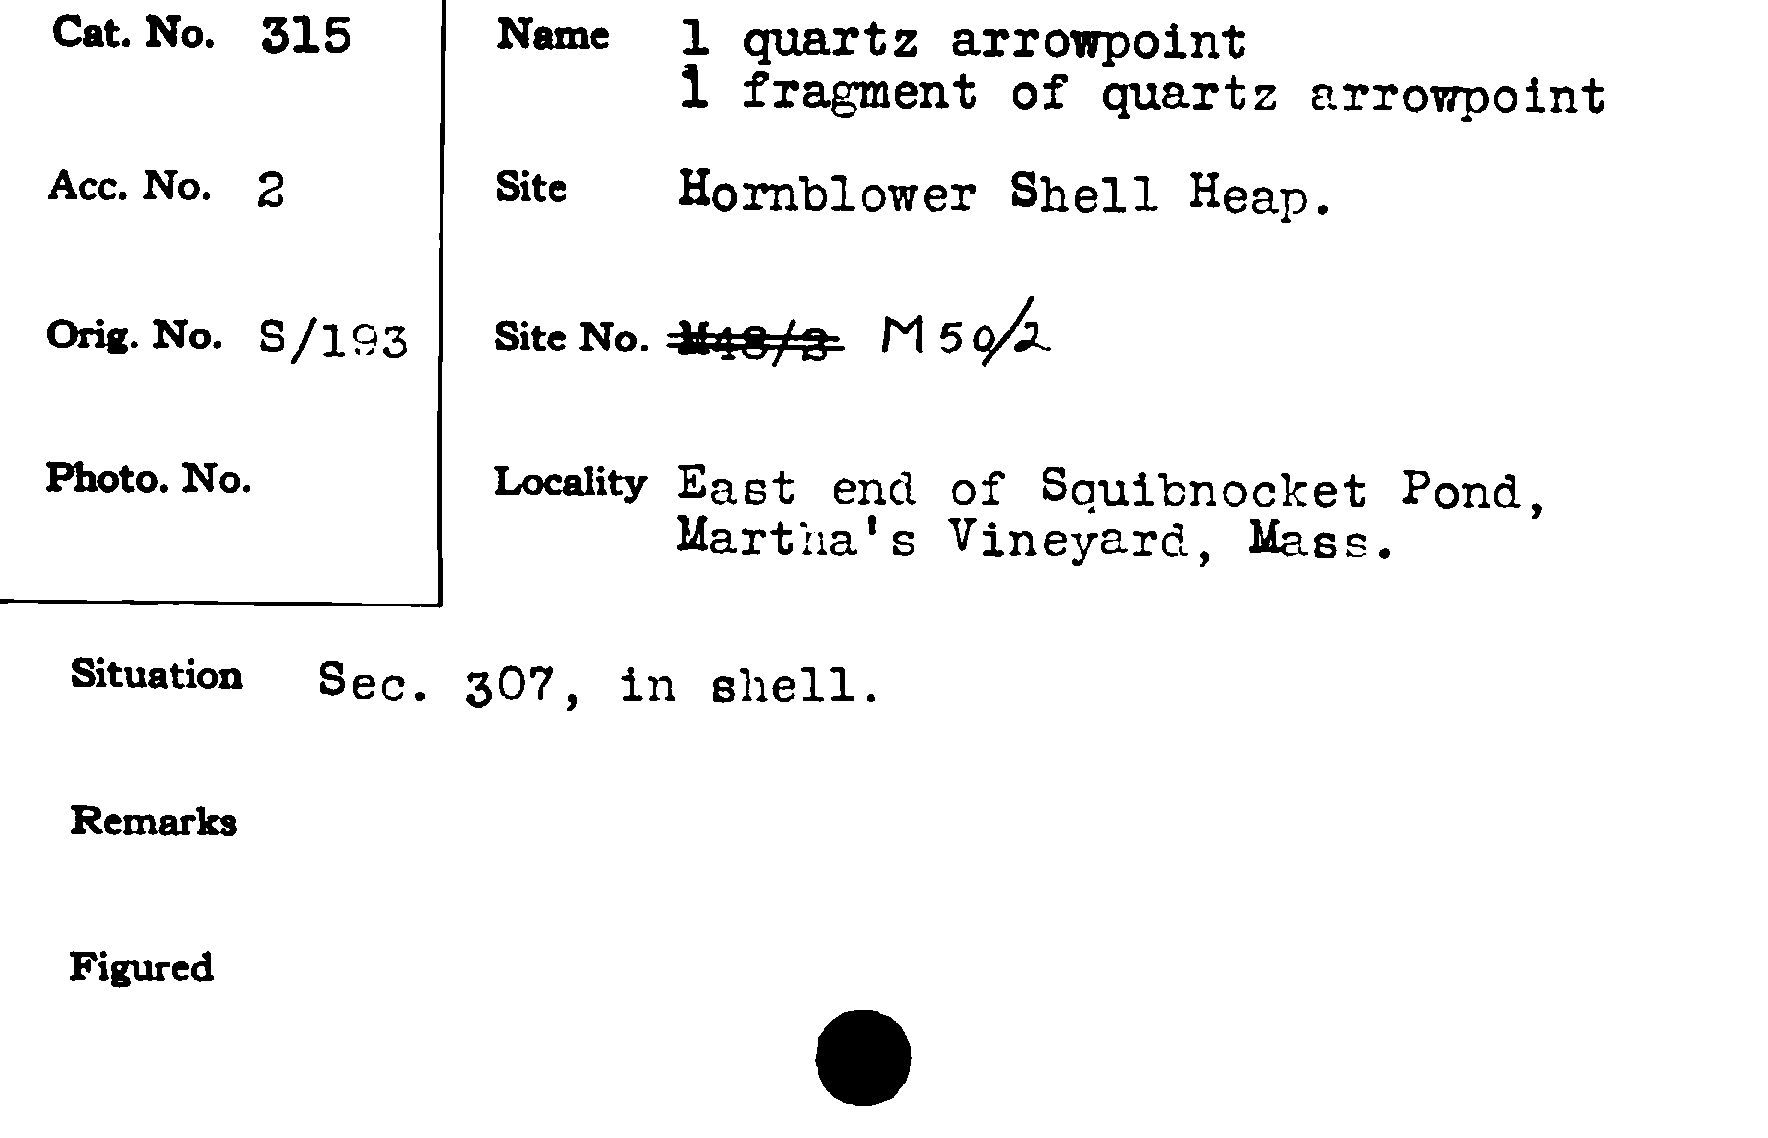 Cat. No. 315
Name 1 quartz arrowpoint
1 fragment of quartz arrowpoint
Acc. No. 2
Site Hornblower Shell Heap.
Orig. No. S/193
Site No. M50/2
Photo. No.
Locality East end of Squibnocket Pond,
Martha's Vineyard, Mass.
Situation Sec. 307, in shell.
Remarks
Figured